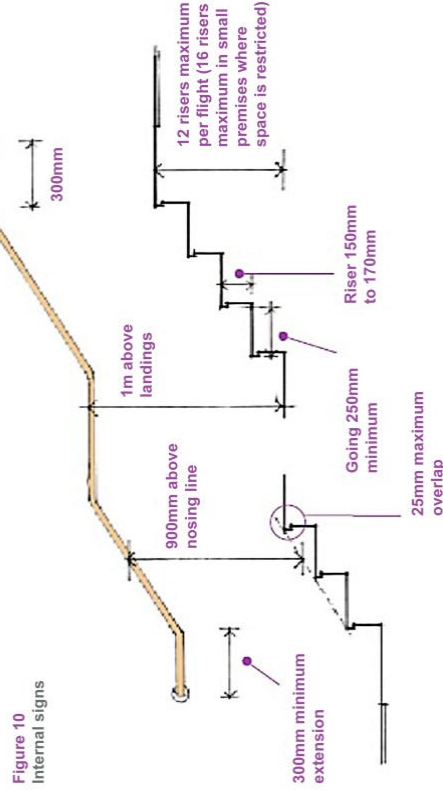 Figure 10
Internal signs
300mm minimum
extension
900mm above
nosing line
1m above
landings
300mm
25mm maximum
overlap
Going 250mm
minimum
Riser 150mm
to 170mm
12 risers maximum
per flight (16 risers
maximum in small
premises where
space is restricted)